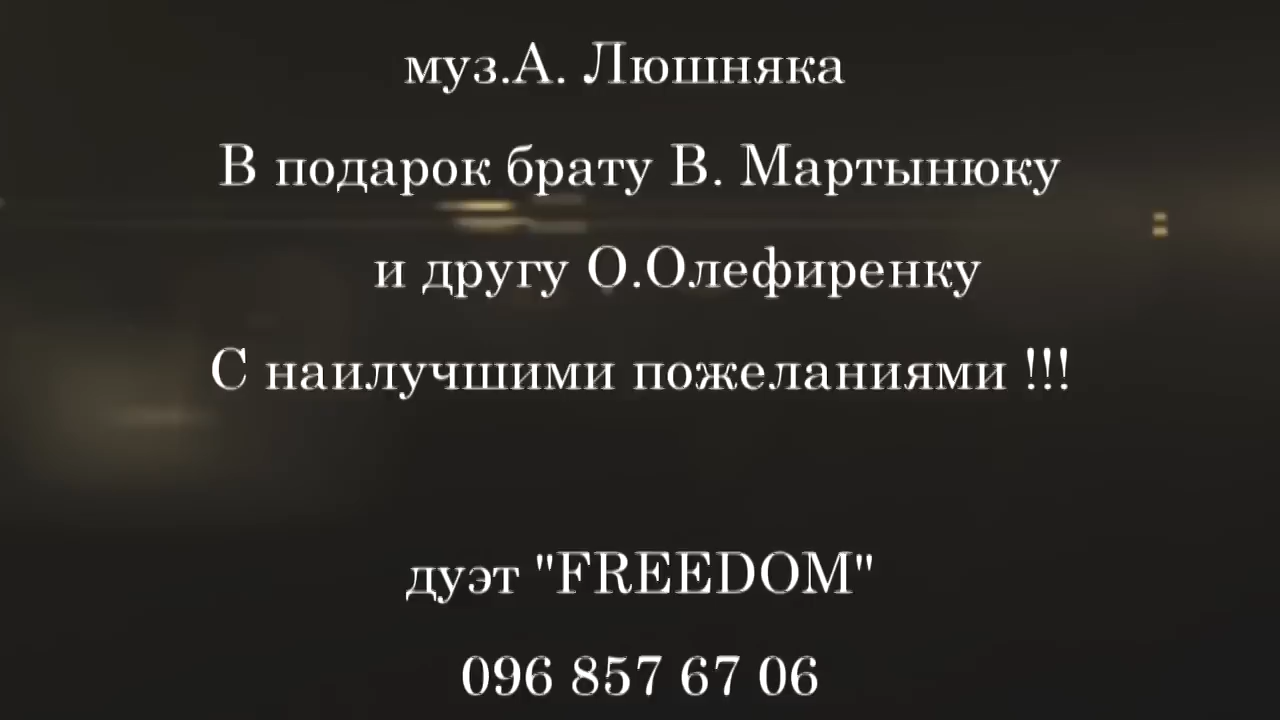 муз.А. Люшняка
В подарок брату В. Мартынюку
и другу О.Олефиренку
С наилучшими пожеланиями !!!
дуэт "FREEDOM"
096 857 67 06